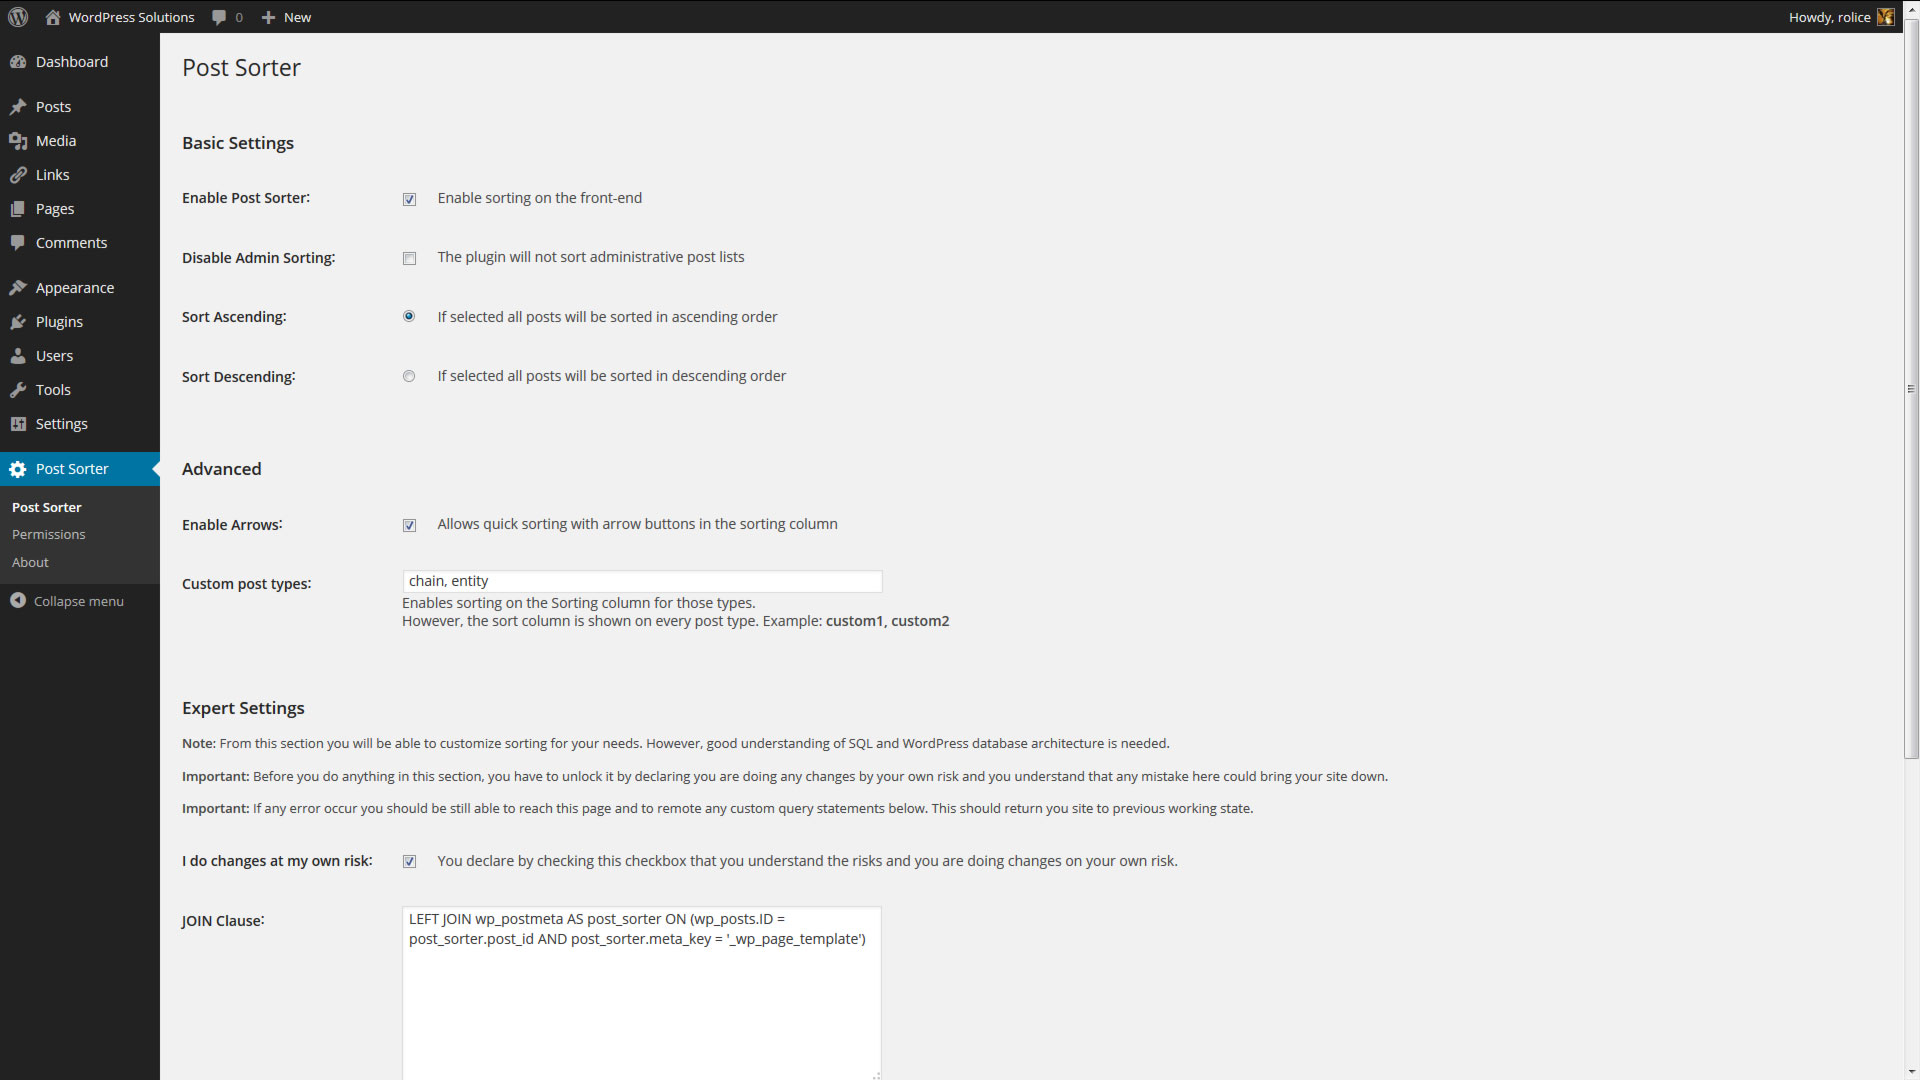 WordPress Solutions 0 New Howdy, rolice
Dashboard
Posts
Media
Links
Pages
Comments
Appearance
Plugins
Users
Tools
Settings
Post Sorter
Post Sorter
Permissions
About
Collapse menu
Post Sorter
Basic Settings
Enable Post Sorter: Enable sorting on the front-end
Disable Admin Sorting: The plugin will not sort administrative post lists
Sort Ascending: If selected all posts will be sorted in ascending order
Sort Descending: If selected all posts will be sorted in descending order
Advanced
Enable Arrows: Allows quick sorting with arrow buttons in the sorting column
Custom post types: chain, entity
Enables sorting on the Sorting column for those types.
However, the sort column is shown on every post type. Example: custom1, custom2
Expert Settings
Note: From this section you will be able to customize sorting for your needs. However, good understanding of SQL and WordPress database architecture is needed.
Important: Before you do anything in this section, you have to unlock it by declaring you are doing any changes by your own risk and you understand that any mistake here could bring your site down.
Important: If any error occur you should be still able to reach this page and to remote any custom query statements below. This should return you site to previous working state.
I do changes at my own risk: You declare by checking this checkbox that you understand the risks and you are doing changes on your own risk.
JOIN Clause: LEFT JOIN wp_postmeta AS post_sorter ON (wp_posts.ID =
post_sorter.post_id AND post_sorter.meta_key = '_wp_page_template')